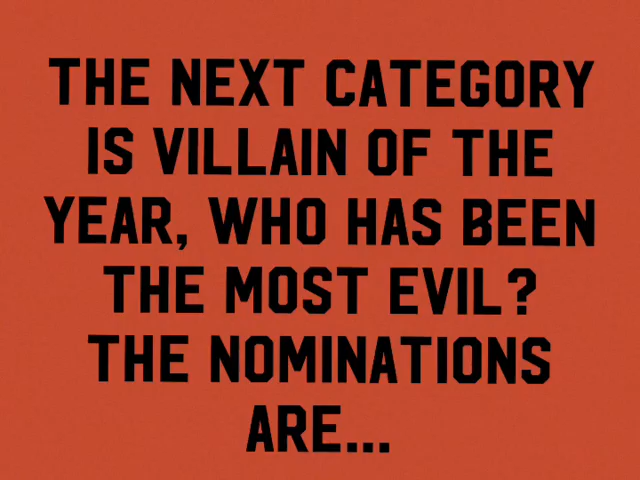 THE NEXT CATEGORY
IS VILLAIN OF THE
YEAR, WHO HAS BEEN
THE MOST EVIL?
THE NOMINATIONS
ARE...